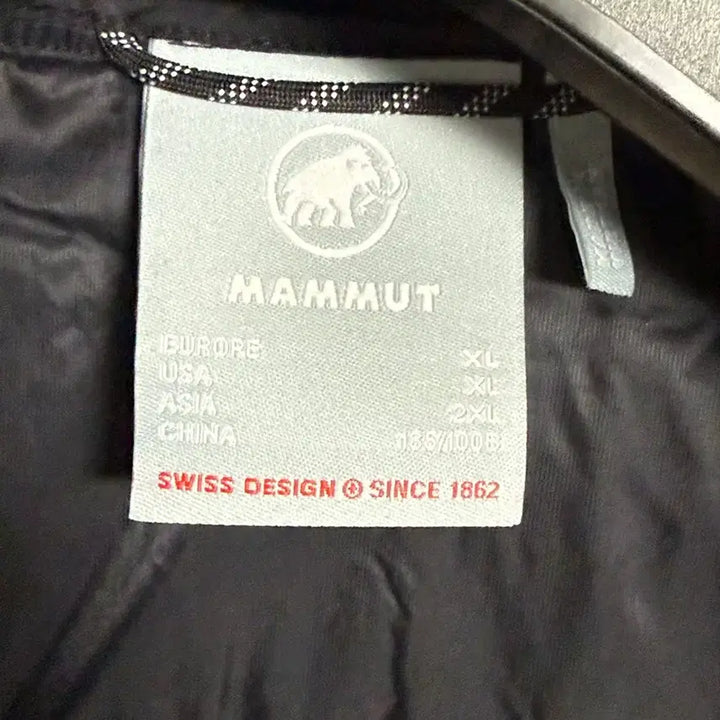 MAMMUT
EUROPE XL
USA XL
ASIA 2XL
CHINA
SWISS DESIGN SINCE 1862